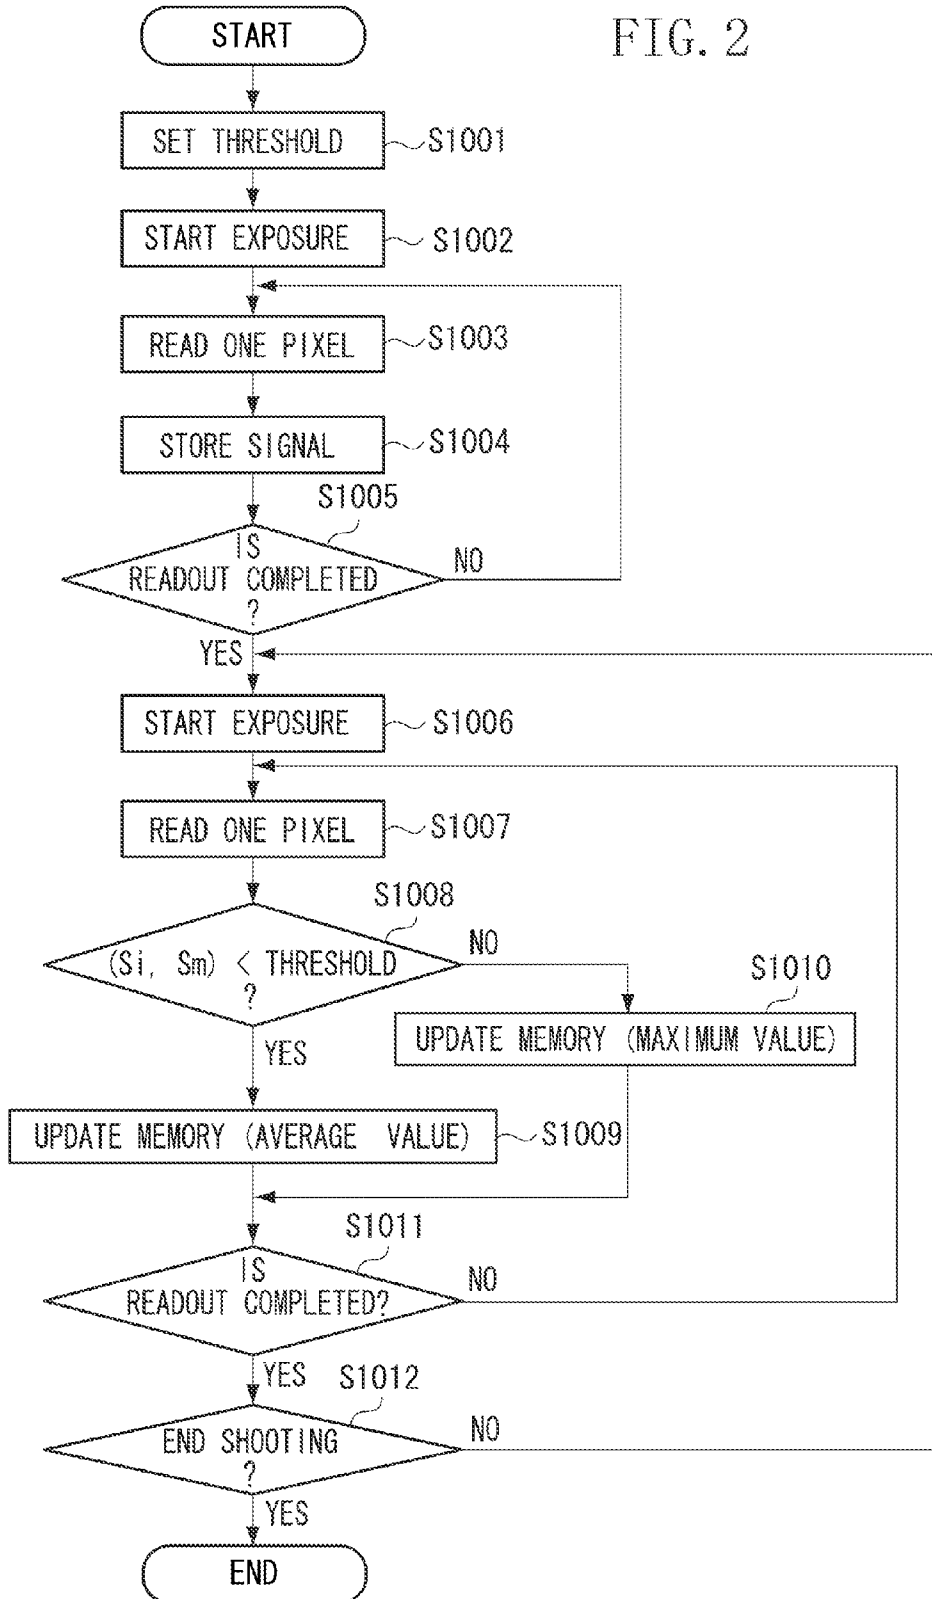 START
FIG. 2
SET THRESHOLD
S1001
START EXPOSURE
S1002
READ ONE PIXEL
S1003
STORE SIGNAL
S1004
S1005
IS
READOUT COMPLETED
?
NO
YES
START EXPOSURE
S1006
READ ONE PIXEL
S1007
S1008
(Si, Sm) < THRESHOLD
?
NO
YES
S1010
UPDATE MEMORY (MAXIMUM VALUE)
UPDATE MEMORY (AVERAGE VALUE)
S1009
S1011
IS
READOUT COMPLETED?
NO
YES
S1012
END SHOOTING
?
NO
YES
END